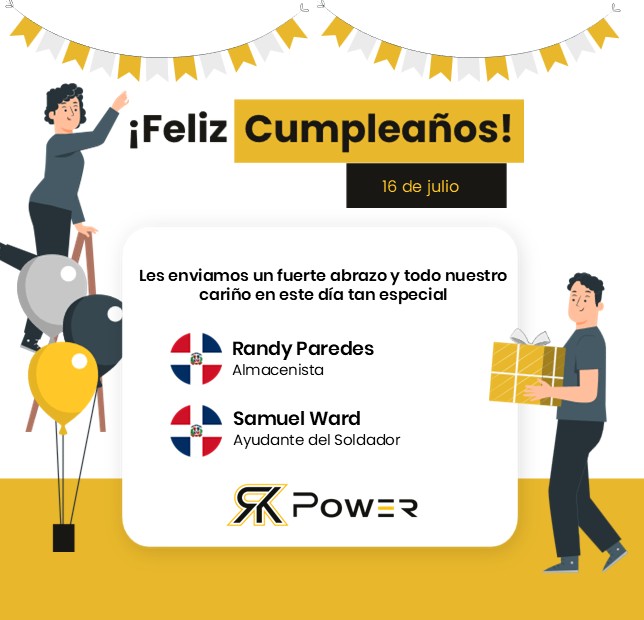 ¡Feliz Cumpleaños!
16 de julio
Les enviamos un fuerte abrazo y todo nuestro
cariño en este día tan especial
Randy Paredes
Almacenista
Samuel Ward
Ayudante del Soldador
RK Power